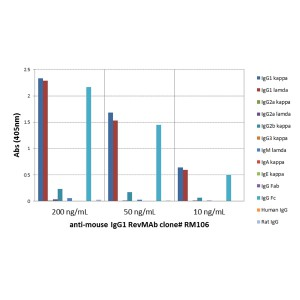 2.5
2
1.5
1
0.5
0
Abs (405nm)
200 ng/mL
50 ng/mL
10 ng/mL
anti-mouse IgG1 RevMAb clone# RM106
IgG1 kappa
IgG1 lamda
IgG2a kappa
IgG2a lamda
IgG2b kappa
IgG3 kappa
IgM lamda
IgA kappa
IgE kappa
IgG Fab
IgG Fc
Human IgG
Rat IgG